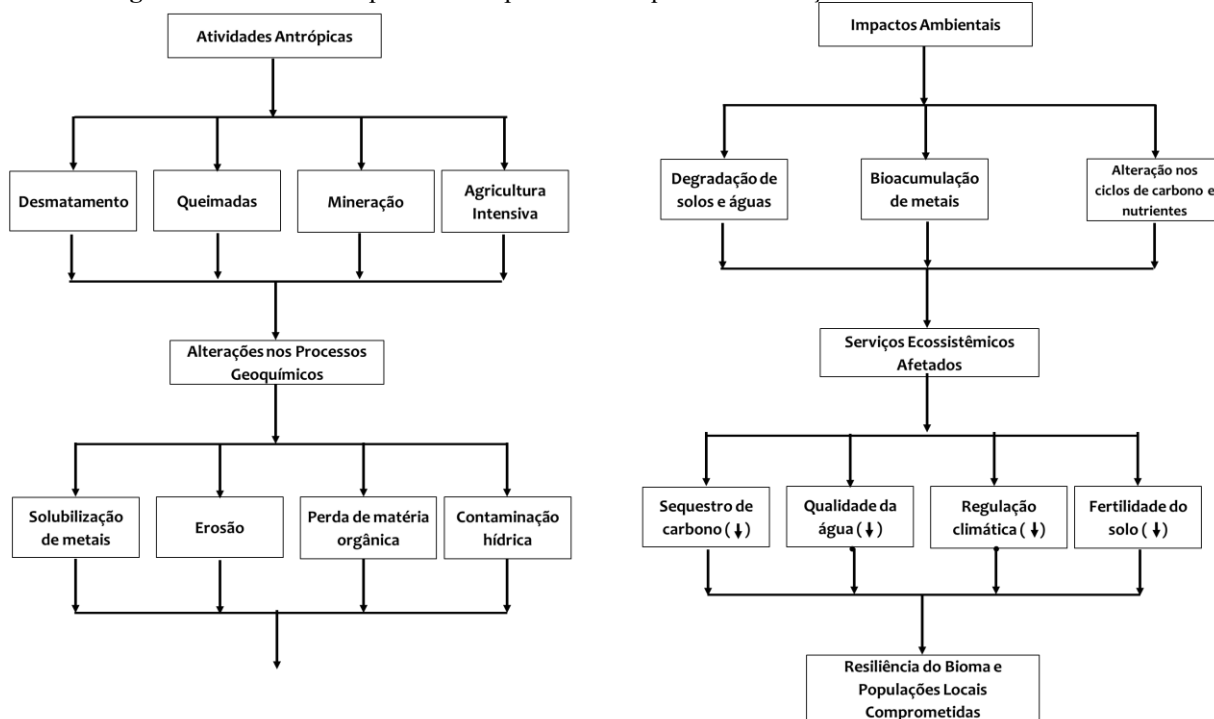 Atividades Antrópicas
Desmatamento
Queimadas
Mineração
Agricultura
Intensiva
Alterações nos Processos
Geoquímicos
Solubilização
de metais
Erosão
Perda de matéria
orgânica
Contaminação
hídrica
Impactos Ambientais
Degradação de
solos e águas
Bioacumulação
de metais
Alteração nos
ciclos de carbono e
nutrientes
Serviços Ecossistêmicos
Afetados
Sequestro de
carbono (↓)
Qualidade da
água (↓)
Regulação
climática (↓)
Fertilidade do
solo (↓)
Resiliência do Bioma e
Populações Locais
Comprometidas